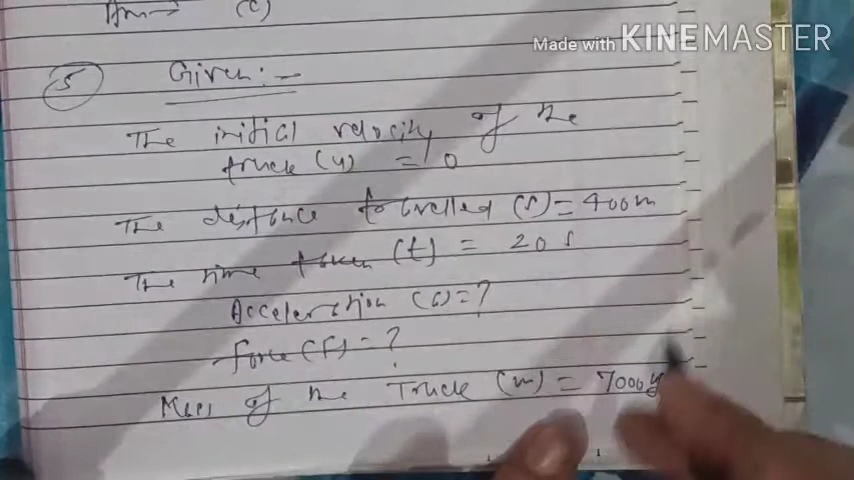 Ans→ (c)
Made with KINEMASTER
5 Given:-
The initial velocity of the
truck (u) = 0
The distance travelled (s) = 400m
The time taken (t) = 20 s
Acceleration (a) = ?
force (F) = ?
Mass of the Truck (m) = 7000